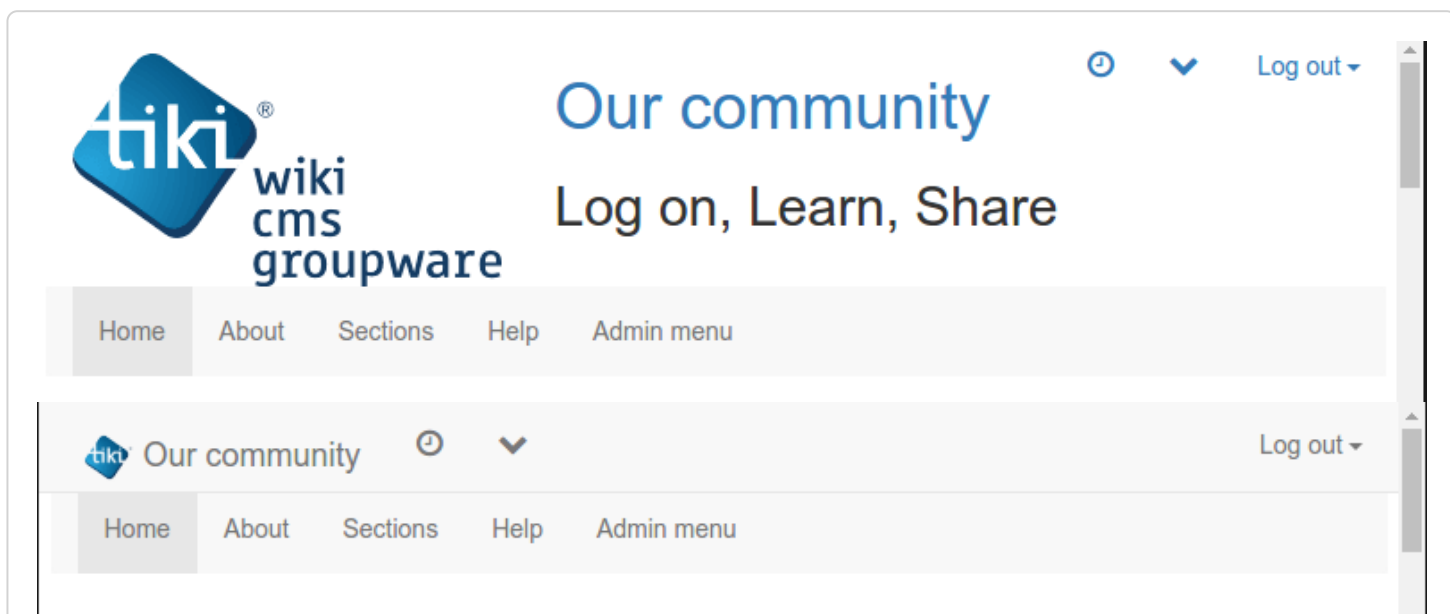 tiki®
wiki
cms
groupware
Our community
Log on, Learn, Share
Log out
Home About Sections Help Admin menu
tiki Our community Log out
Home About Sections Help Admin menu